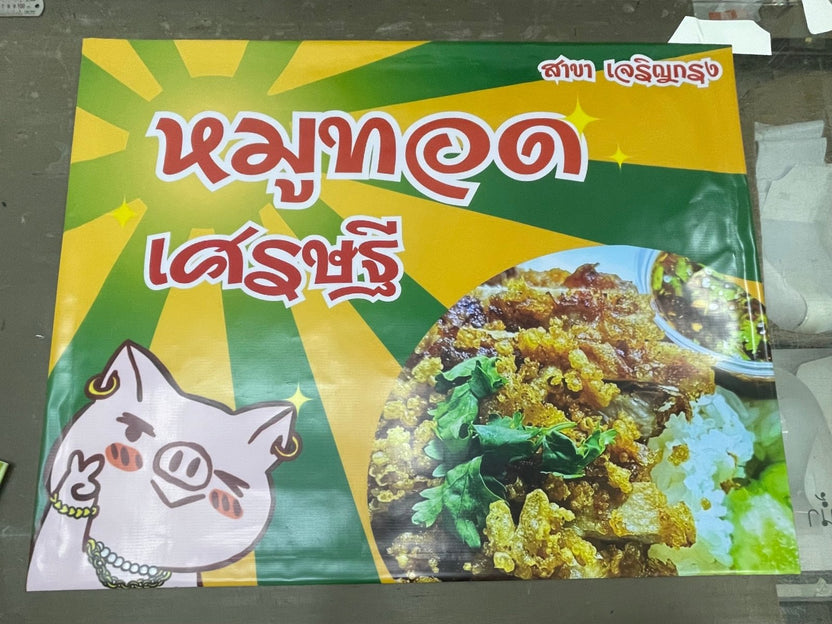 สาขา เจริญกรุง
หมูทอด
เศรษฐี